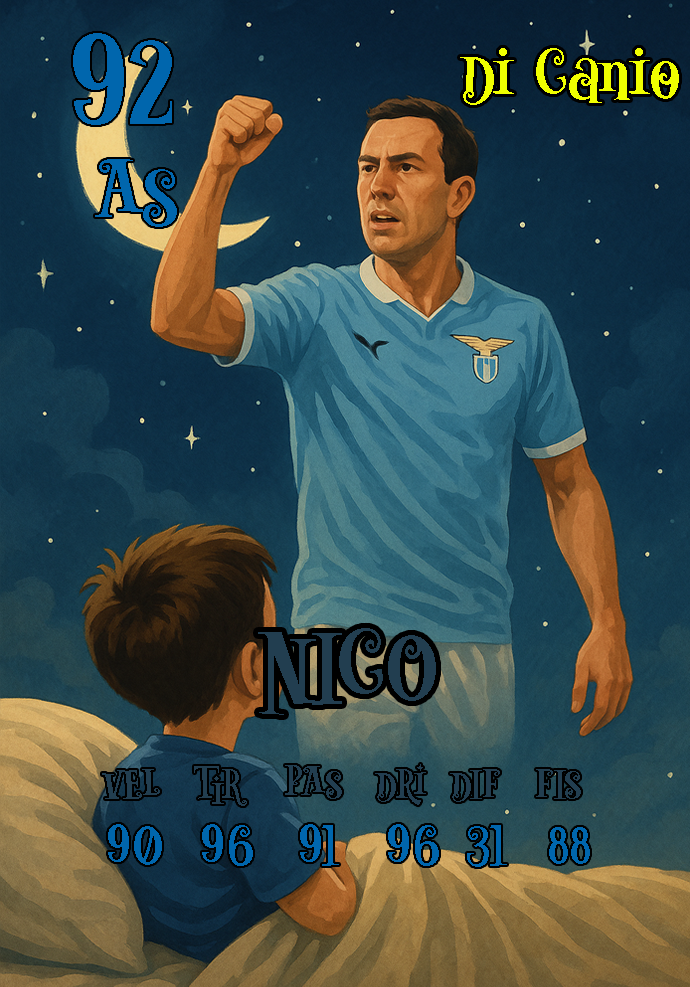 92
Di Canio
AS
NICO
VEL TIR PAS DRI DIF FIS
90 96 91 96 31 88